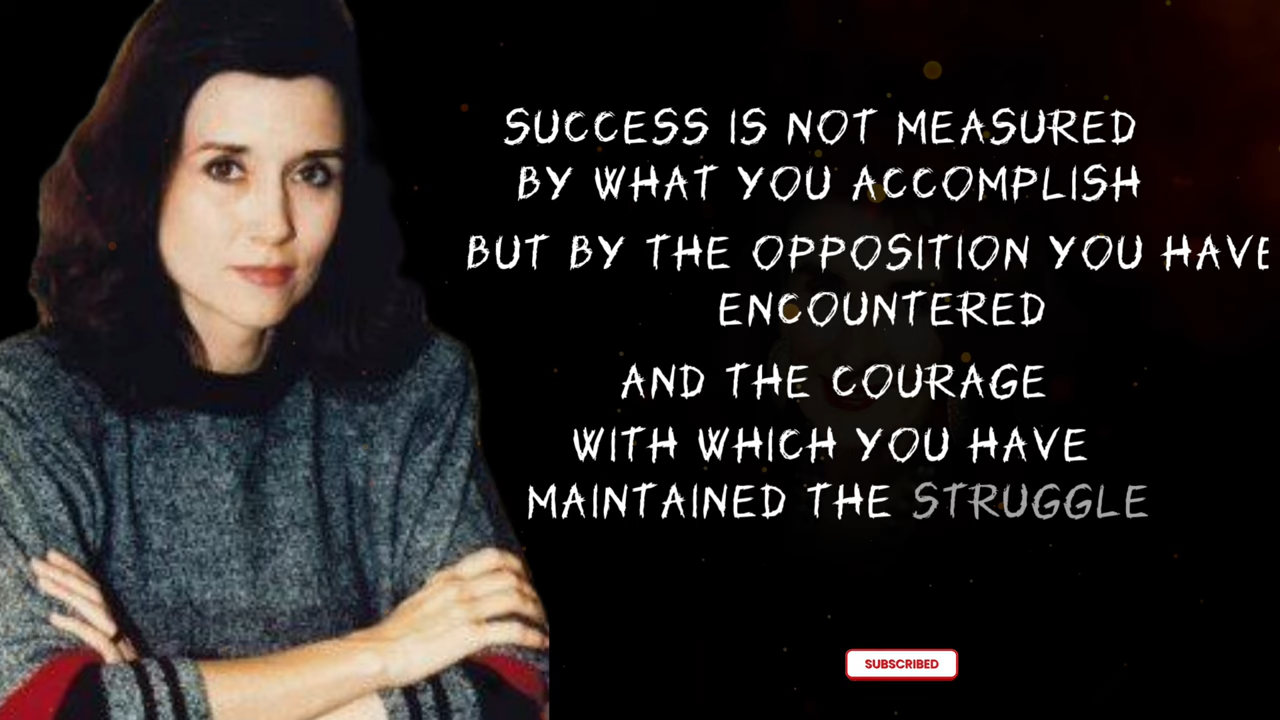 SUCCESS IS NOT MEASURED
BY WHAT YOU ACCOMPLISH
BUT BY THE OPPOSITION YOU HAVE
ENCOUNTERED
AND THE COURAGE
WITH WHICH YOU HAVE
MAINTAINED THE STRUGGLE
SUBSCRIBED